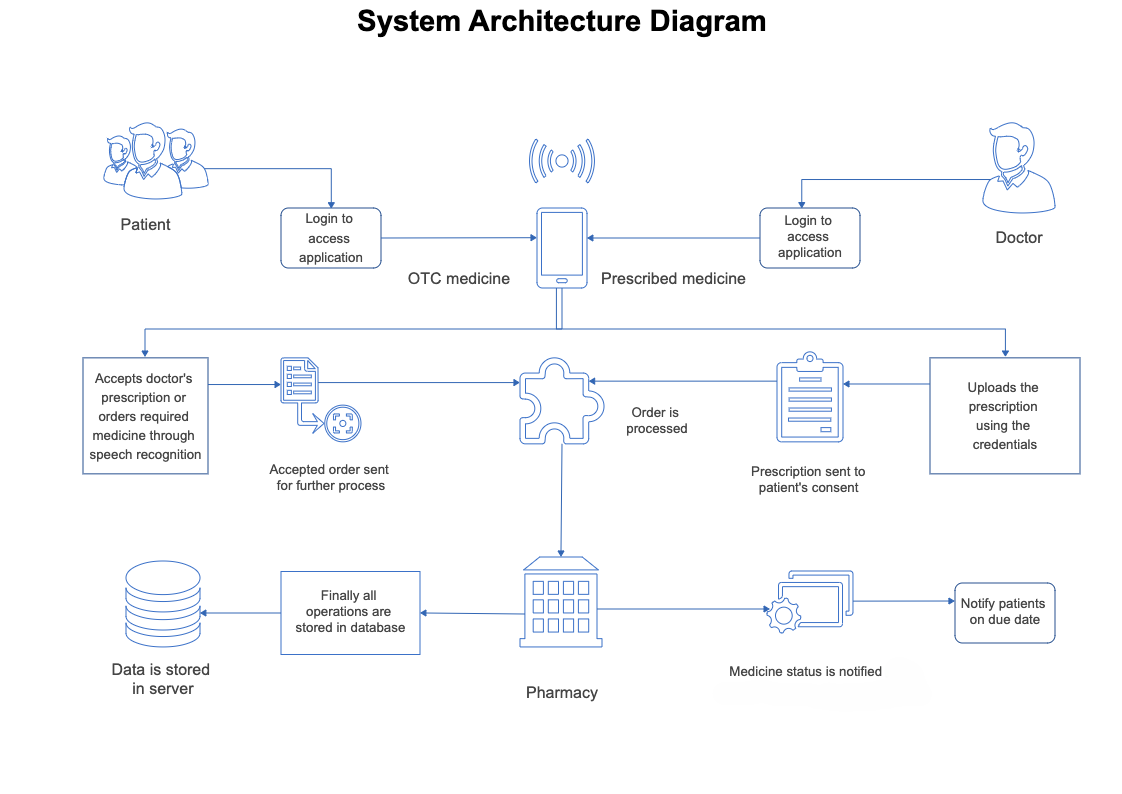 System Architecture Diagram
Patient
Login to
access
application
OTC medicine
Prescribed medicine
Login to
access
application
Doctor
Accepts doctor's
prescription or
orders required
medicine through
speech recognition
Accepted order sent
for further process
Order is
processed
Prescription sent to
patient's consent
Uploads the
prescription
using the
credentials
Data is stored
in server
Finally all
operations are
stored in database
Pharmacy
Medicine status is notified
Notify patients
on due date